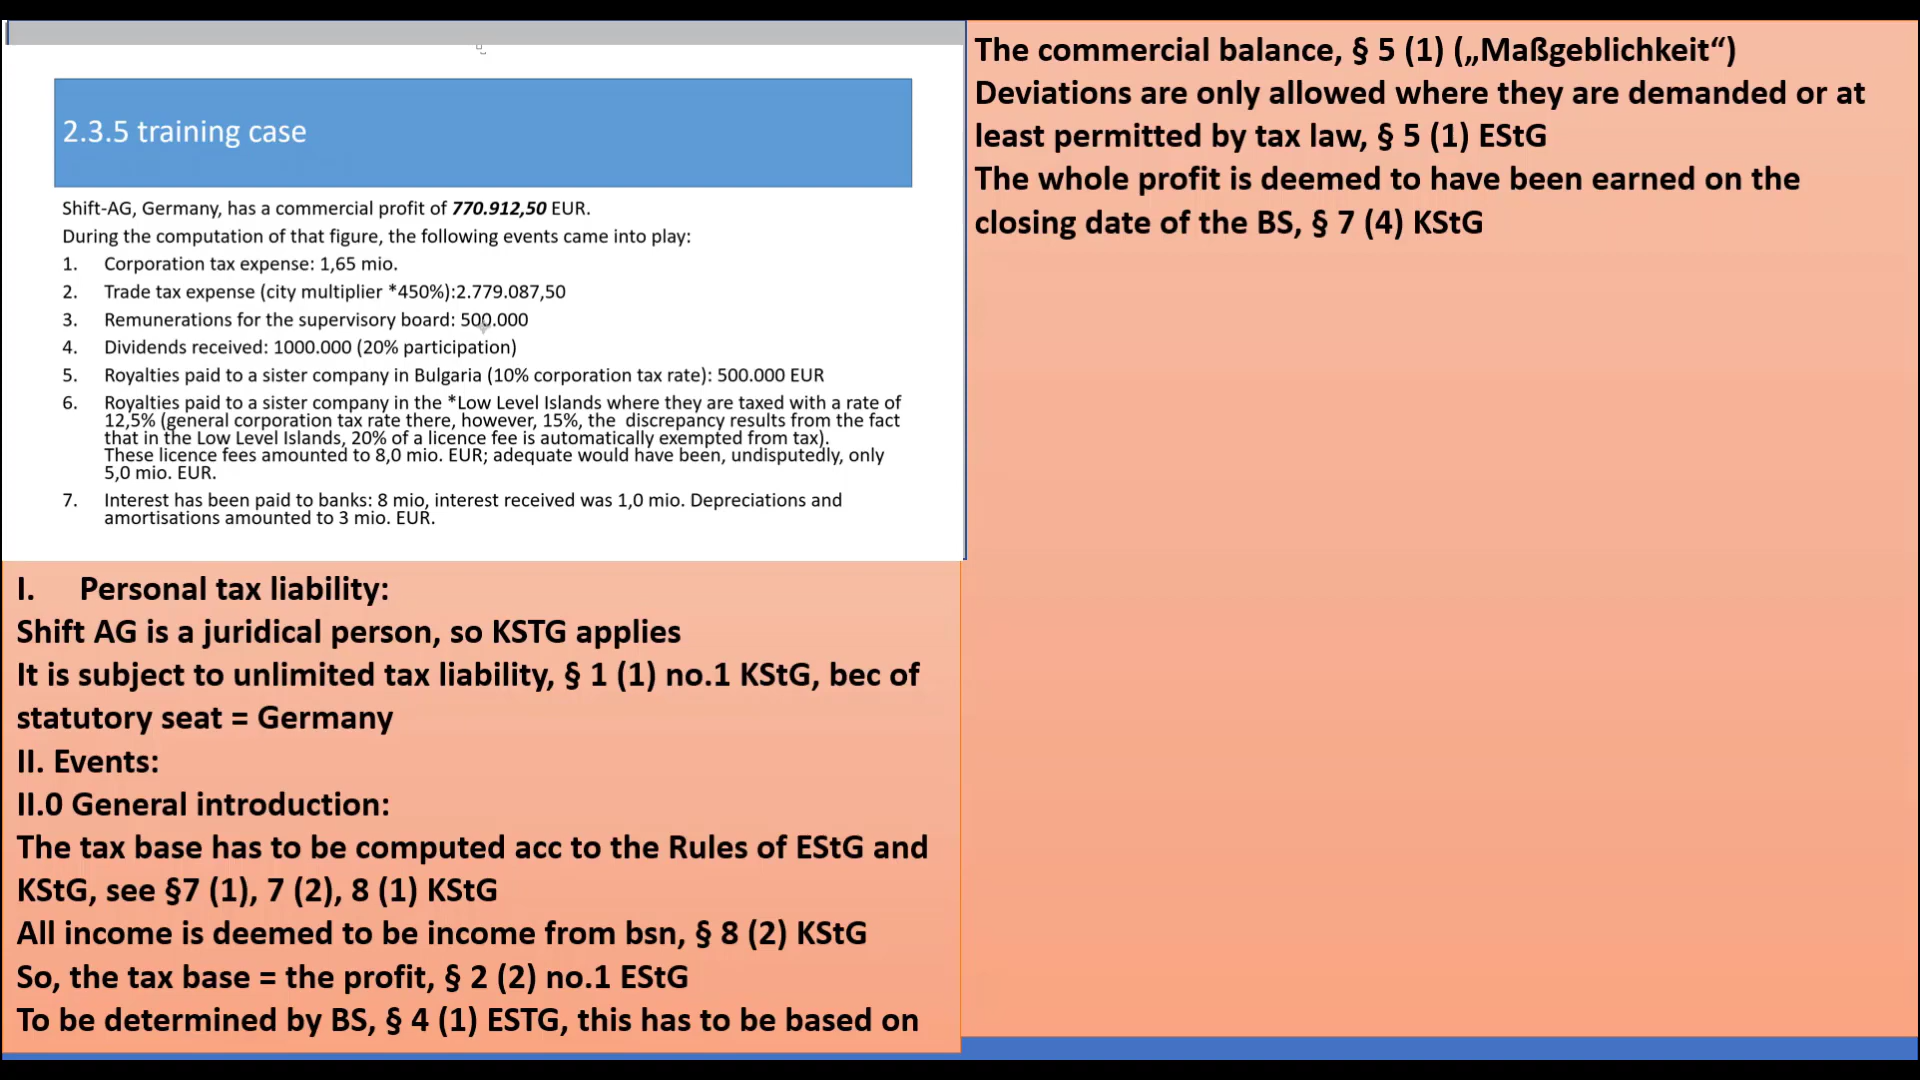 2.3.5 training case
Shift-AG, Germany, has a commercial profit of 770.912,50 EUR.
During the computation of that figure, the following events came into play:
1. Corporation tax expense: 1,65 mio.
2. Trade tax expense (city multiplier *450%):2.779.087,50
3. Remunerations for the supervisory board: 500.000
4. Dividends received: 1000.000 (20% participation)
5. Royalties paid to a sister company in Bulgaria (10% corporation tax rate): 500.000 EUR
6. Royalties paid to a sister company in the *Low Level Islands where they are taxed with a rate of
12,5% (general corporation tax rate there, however, 15%, the discrepancy results from the fact
that in the Low Level Islands, 20% of a licence fee is automatically exempted from tax).
These licence fees amounted to 8,0 mio. EUR; adequate would have been, undisputedly, only
5,0 mio. EUR.
7. Interest has been paid to banks: 8 mio, interest received was 1,0 mio. Depreciations and
amortisations amounted to 3 mio. EUR.
I. Personal tax liability:
Shift AG is a juridical person, so KSTG applies
It is subject to unlimited tax liability, § 1 (1) no.1 KStG, bec of
statutory seat = Germany
II. Events:
II.0 General introduction:
The tax base has to be computed acc to the Rules of EStG and
KStG, see §7 (1), 7 (2), 8 (1) KStG
All income is deemed to be income from bsn, § 8 (2) KStG
So, the tax base = the profit, § 2 (2) no.1 EStG
To be determined by BS, § 4 (1) ESTG, this has to be based on
The commercial balance, § 5 (1) („Maßgeblichkeit“)
Deviations are only allowed where they are demanded or at
least permitted by tax law, § 5 (1) EStG
The whole profit is deemed to have been earned on the
closing date of the BS, § 7 (4) KStG